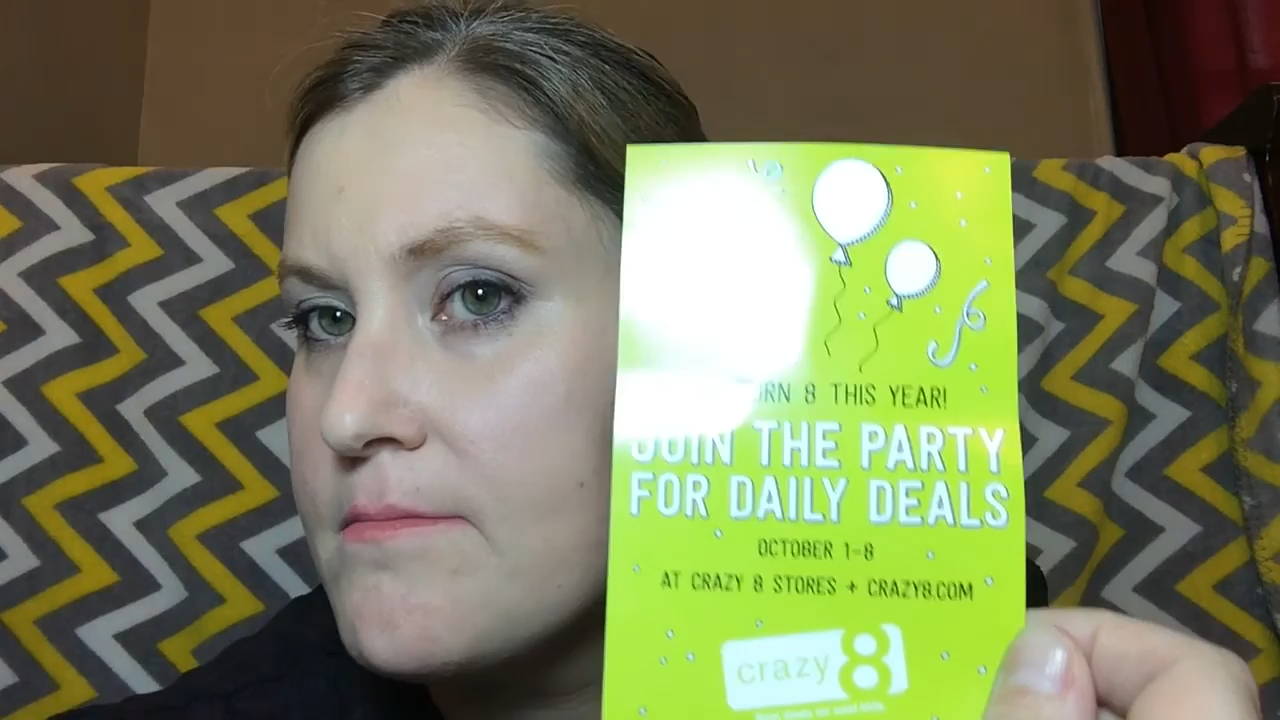 TURN 8 THIS YEAR!
JOIN THE PARTY
FOR DAILY DEALS
OCTOBER 1-8
AT CRAZY 8 STORES + CRAZY8.COM
crazy 8